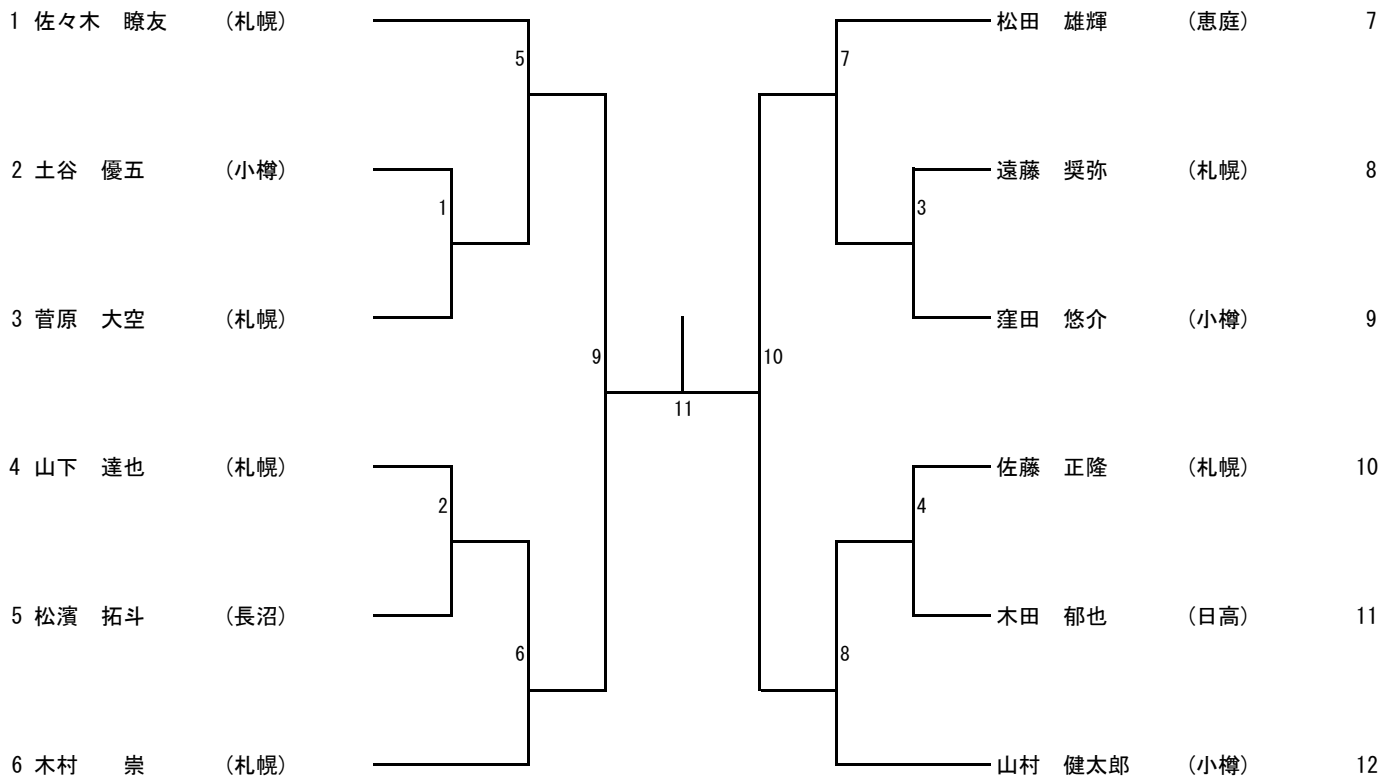 1 佐々木　瞭友　（札幌）
5
2 土谷　優五　（小樽）
1
3 菅原　大空　（札幌）
9
4 山下　達也　（札幌）
2
5 松濱　拓斗　（長沼）
6
6 木村　　崇　（札幌）
11
松田　雄輝　（恵庭）　7
7
遠藤　奨弥　（札幌）　8
3
窪田　悠介　（小樽）　9
10
佐藤　正隆　（札幌）　10
4
木田　郁也　（日高）　11
8
山村　健太郎　（小樽）　12